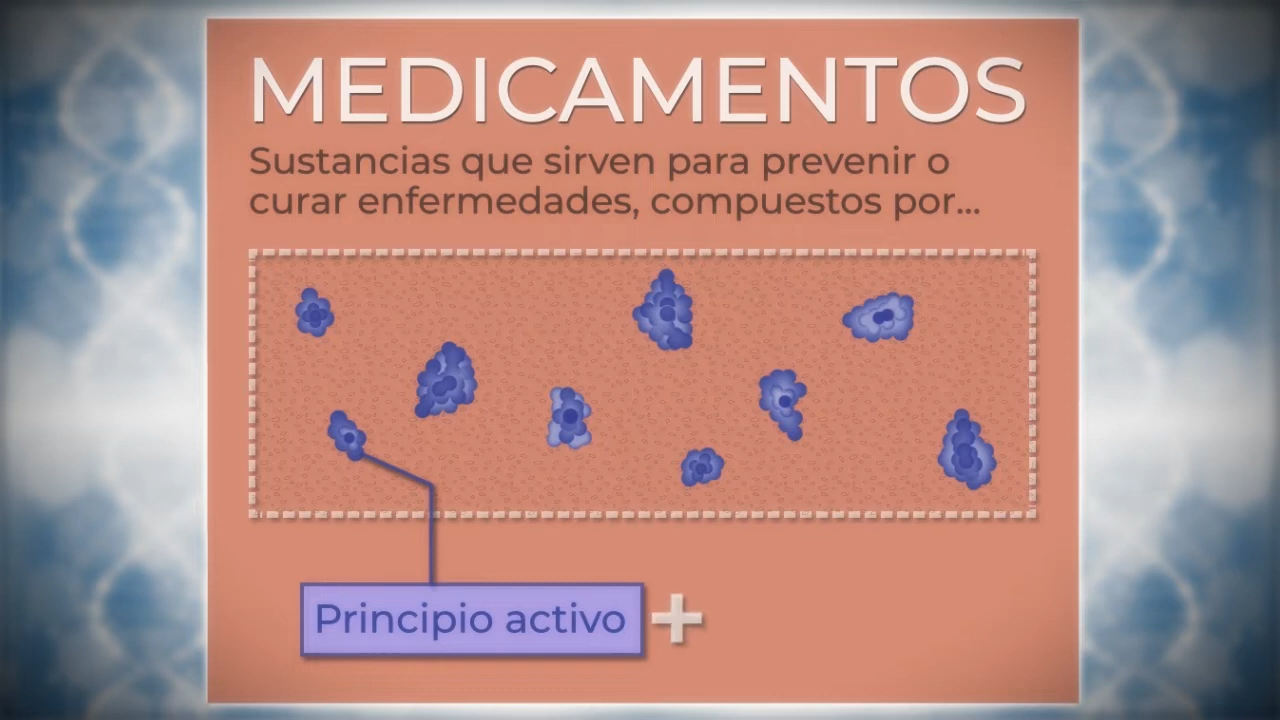 MEDICAMENTOS
Sustancias que sirven para prevenir o
curar enfermedades, compuestos por...
Principio activo +